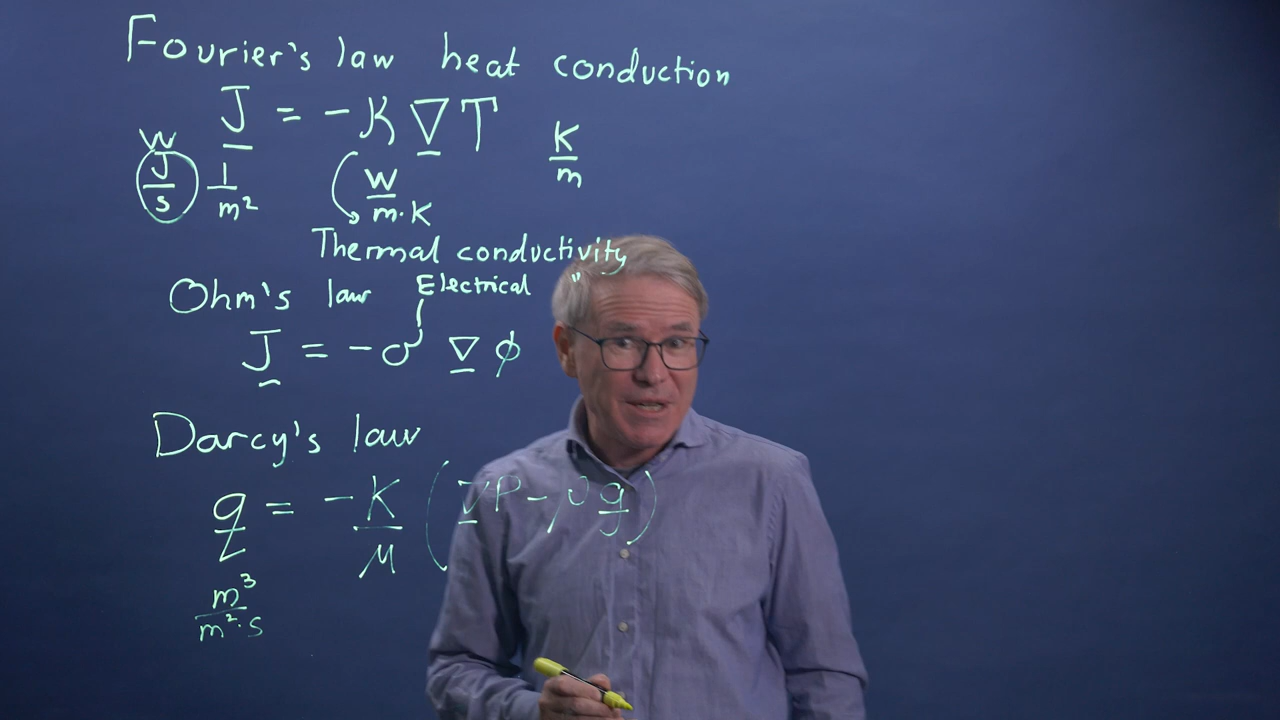 Fourier's law heat conduction
J = -K ∇T
K/m
W
J/s 1/m²
W/m·K
Thermal conductivity
Ohm's law Electrical "
J = -σ ∇ϕ
Darcy's law
q = -K/μ (∇P - ρg)
m³/m²·s